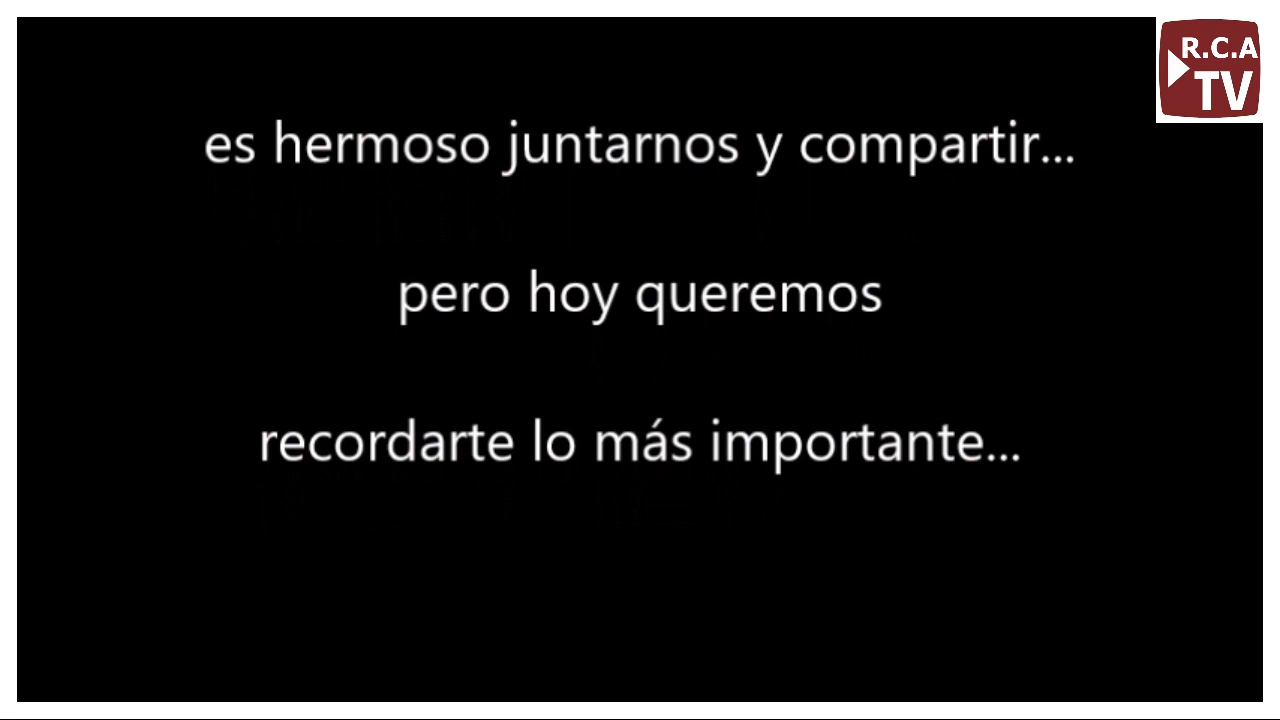 R.C.A
TV
es hermoso juntarnos y compartir...
pero hoy queremos
recordarte lo más importante...